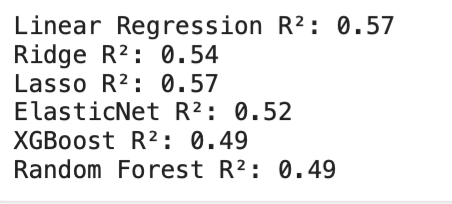 Linear Regression R²: 0.57
Ridge R²: 0.54
Lasso R²: 0.57
ElasticNet R²: 0.52
XGBoost R²: 0.49
Random Forest R²: 0.49